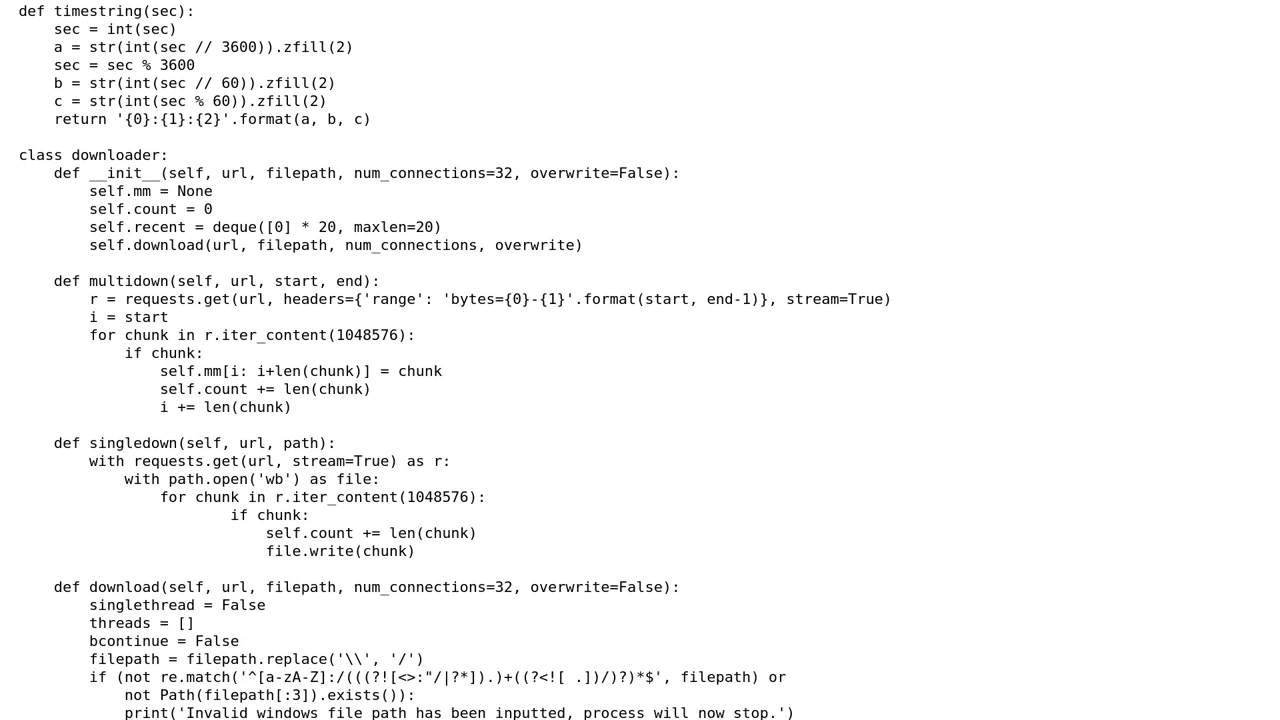 def timestring(sec):
    sec = int(sec)
    a = str(int(sec // 3600)).zfill(2)
    sec = sec % 3600
    b = str(int(sec // 60)).zfill(2)
    c = str(int(sec % 60)).zfill(2)
    return '{0}:{1}:{2}'.format(a, b, c)

class downloader:
    def __init__(self, url, filepath, num_connections=32, overwrite=False):
        self.mm = None
        self.count = 0
        self.recent = deque([0] * 20, maxlen=20)
        self.download(url, filepath, num_connections, overwrite)

    def multidown(self, url, start, end):
        r = requests.get(url, headers={'range': 'bytes={0}-{1}'.format(start, end-1)}, stream=True)
        i = start
        for chunk in r.iter_content(1048576):
            if chunk:
                self.mm[i: i+len(chunk)] = chunk
                self.count += len(chunk)
                i += len(chunk)

    def singledown(self, url, path):
        with requests.get(url, stream=True) as r:
            with path.open('wb') as file:
                for chunk in r.iter_content(1048576):
                        if chunk:
                            self.count += len(chunk)
                            file.write(chunk)

    def download(self, url, filepath, num_connections=32, overwrite=False):
        singlethread = False
        threads = []
        bcontinue = False
        filepath = filepath.replace('\\', '/')
        if (not re.match('^[a-zA-Z]:/(((?![<>:"/|?*]).)+((?<![ .])/)?)*$', filepath) or
            not Path(filepath[:3]).exists()):
            print('Invalid windows file path has been inputted, process will now stop.')